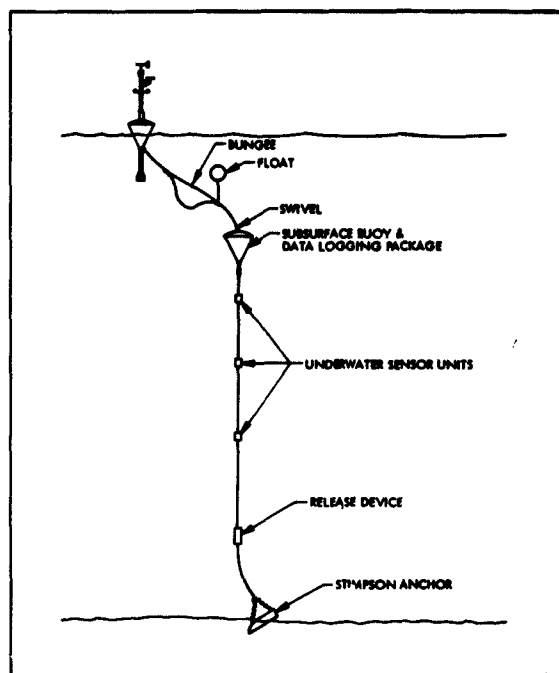 BUNGEE
FLOAT
SWIVEL
SUBSURFACE BUOY &
DATA LOGGING PACKAGE
UNDERWATER SENSOR UNITS
RELEASE DEVICE
STIMPSON ANCHOR